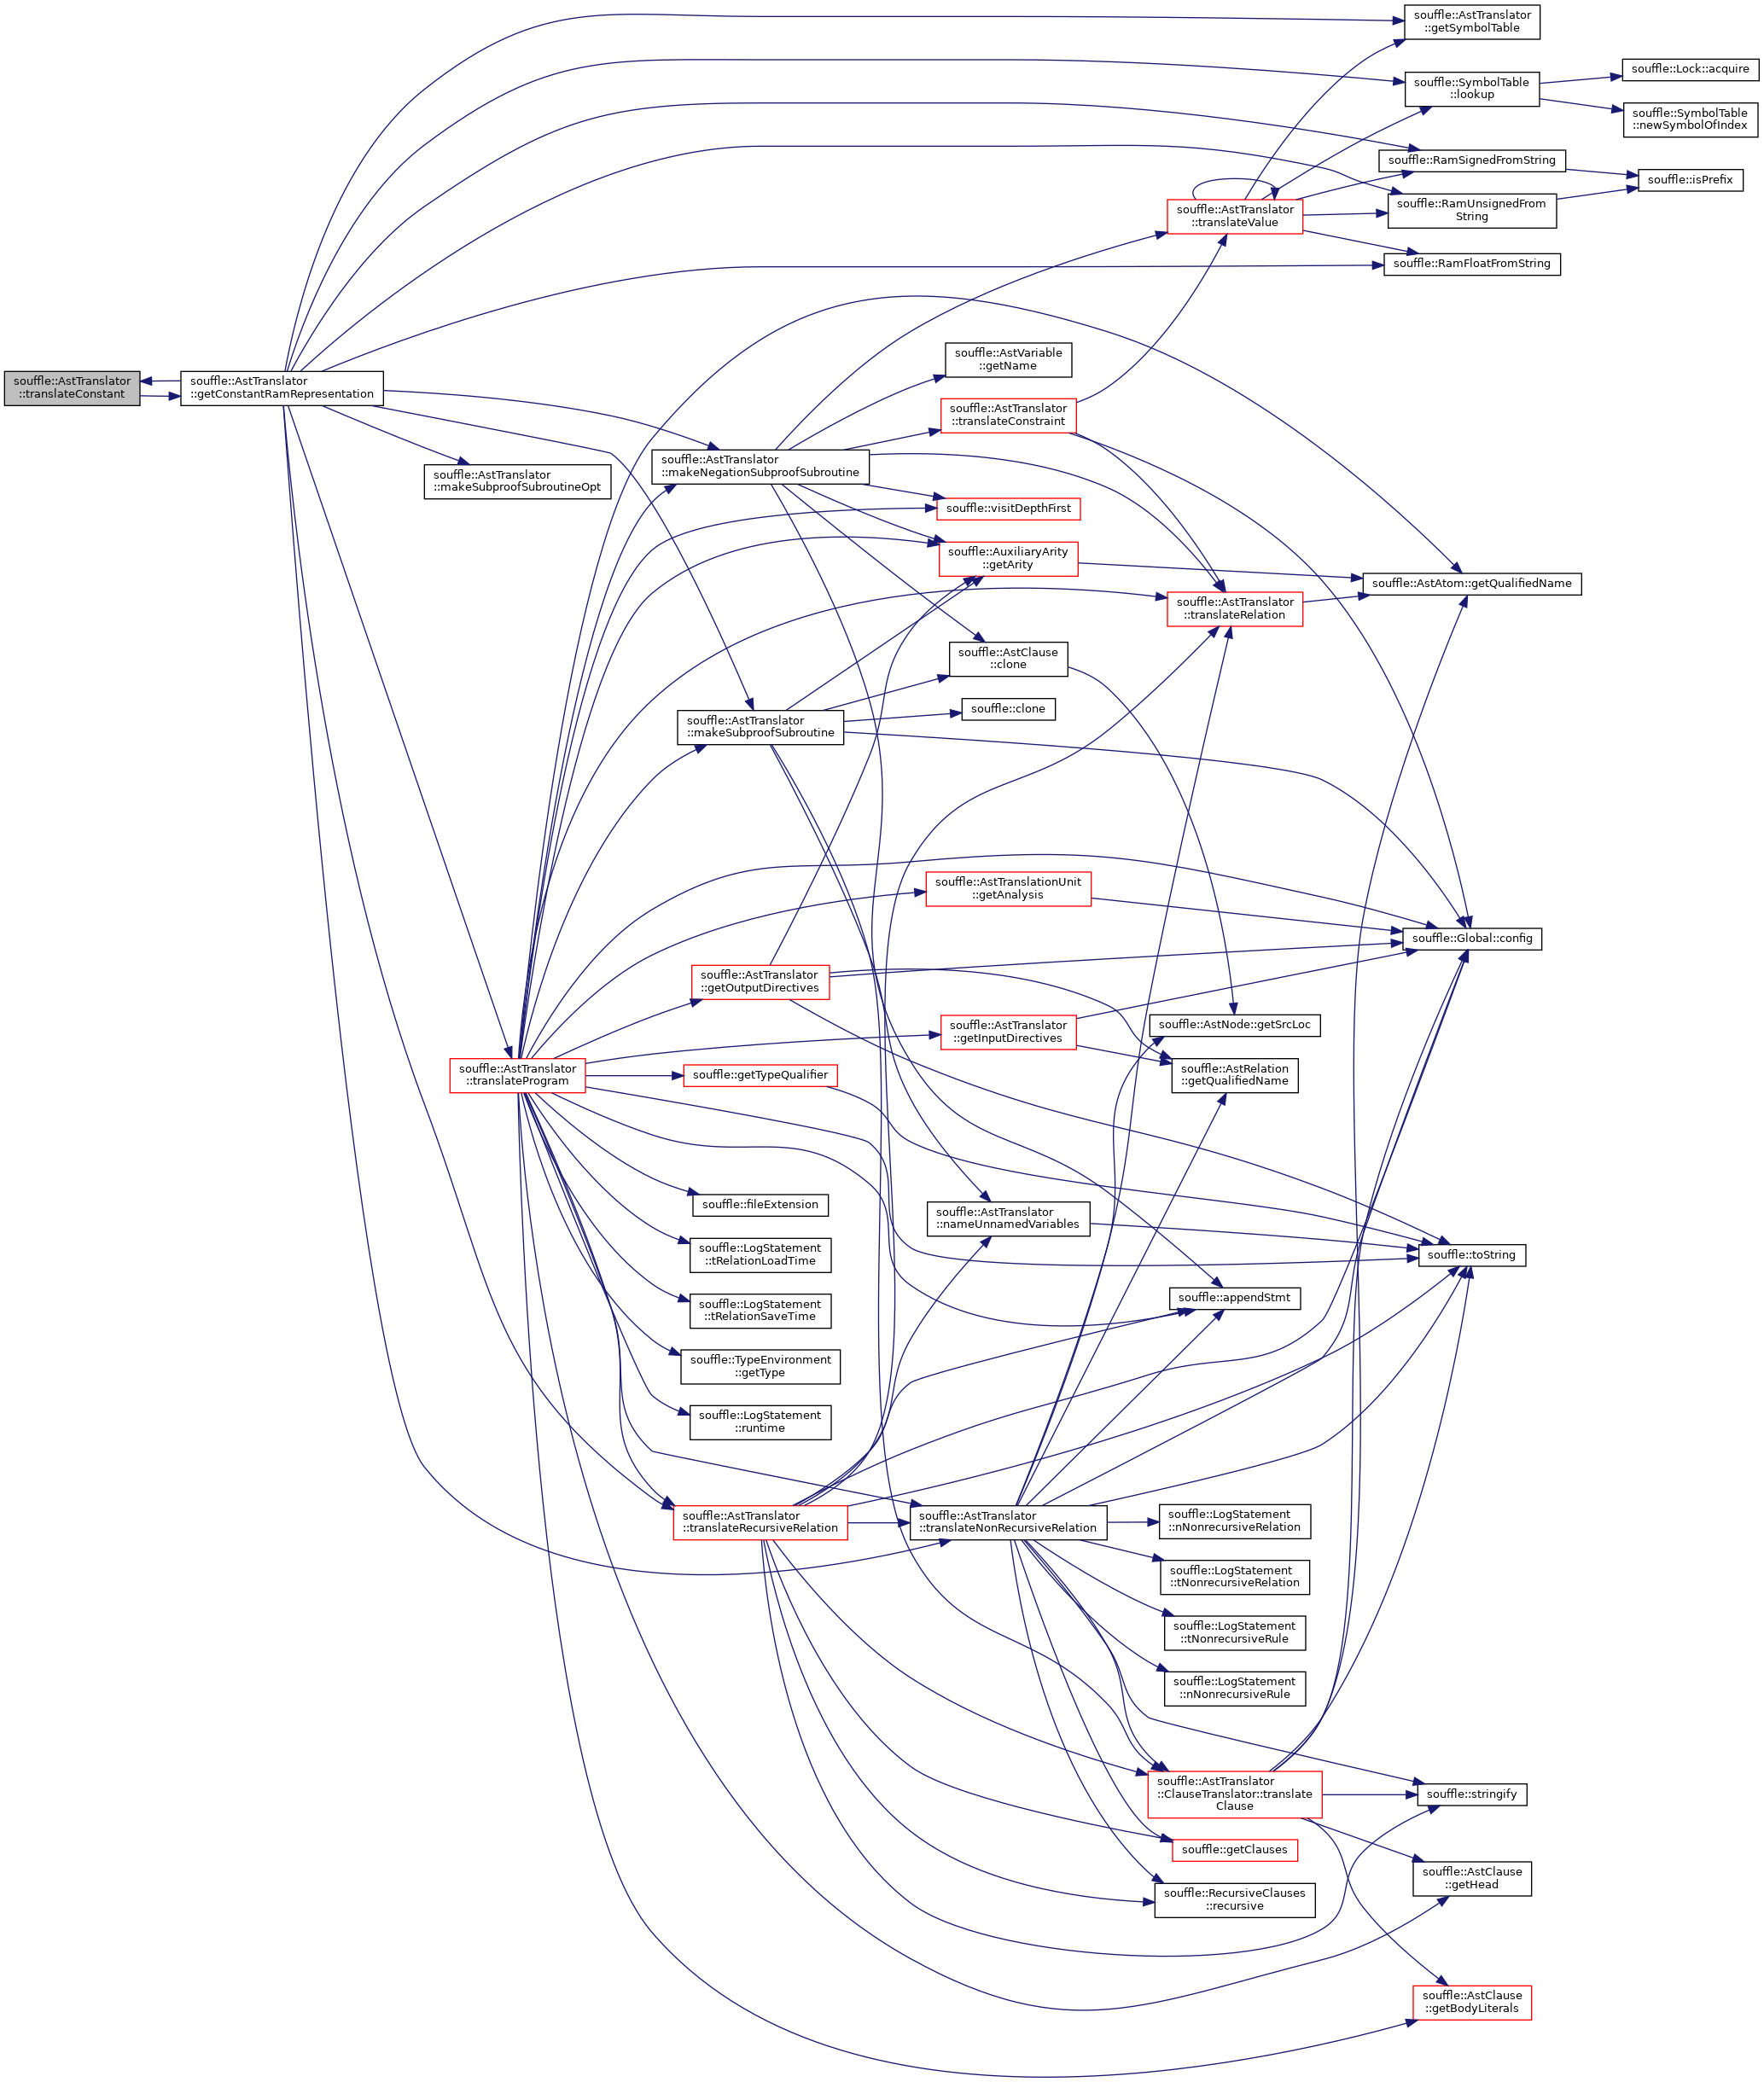 souffle::AstTranslator
::translateConstant
souffle::AstTranslator
::getConstantRamRepresentation
souffle::AstTranslator
::getSymbolTable
souffle::SymbolTable
::lookup
souffle::Lock::acquire
souffle::SymbolTable
::newSymbolOfIndex
souffle::RamSignedFromString
souffle::isPrefix
souffle::RamUnsignedFrom
String
souffle::AstTranslator
::translateValue
souffle::RamFloatFromString
souffle::AstVariable
::getName
souffle::AstTranslator
::translateConstraint
souffle::AstTranslator
::makeNegationSubproofSubroutine
souffle::AstTranslator
::makeSubproofSubroutineOpt
souffle::visitDepthFirst
souffle::AuxiliaryArity
::getArity
souffle::AstAtom::getQualifiedName
souffle::AstTranslator
::translateRelation
souffle::AstClause
::clone
souffle::clone
souffle::AstTranslator
::makeSubproofSubroutine
souffle::AstTranslationUnit
::getAnalysis
souffle::Global::config
souffle::AstTranslator
::getOutputDirectives
souffle::AstTranslator
::getInputDirectives
souffle::AstNode::getSrcLoc
souffle::AstRelation
::getQualifiedName
souffle::AstTranslator
::translateProgram
souffle::getTypeQualifier
souffle::fileExtension
souffle::AstTranslator
::nameUnnamedVariables
souffle::toString
souffle::LogStatement
::tRelationLoadTime
souffle::appendStmt
souffle::LogStatement
::tRelationSaveTime
souffle::TypeEnvironment
::getType
souffle::LogStatement
::runtime
souffle::AstTranslator
::translateRecursiveRelation
souffle::AstTranslator
::translateNonRecursiveRelation
souffle::LogStatement
::nNonrecursiveRelation
souffle::LogStatement
::tNonrecursiveRelation
souffle::LogStatement
::tNonrecursiveRule
souffle::LogStatement
::nNonrecursiveRule
souffle::AstTranslator
::ClauseTranslator::translate
Clause
souffle::stringify
souffle::getClauses
souffle::AstClause
::getHead
souffle::RecursiveClauses
::recursive
souffle::AstClause
::getBodyLiterals